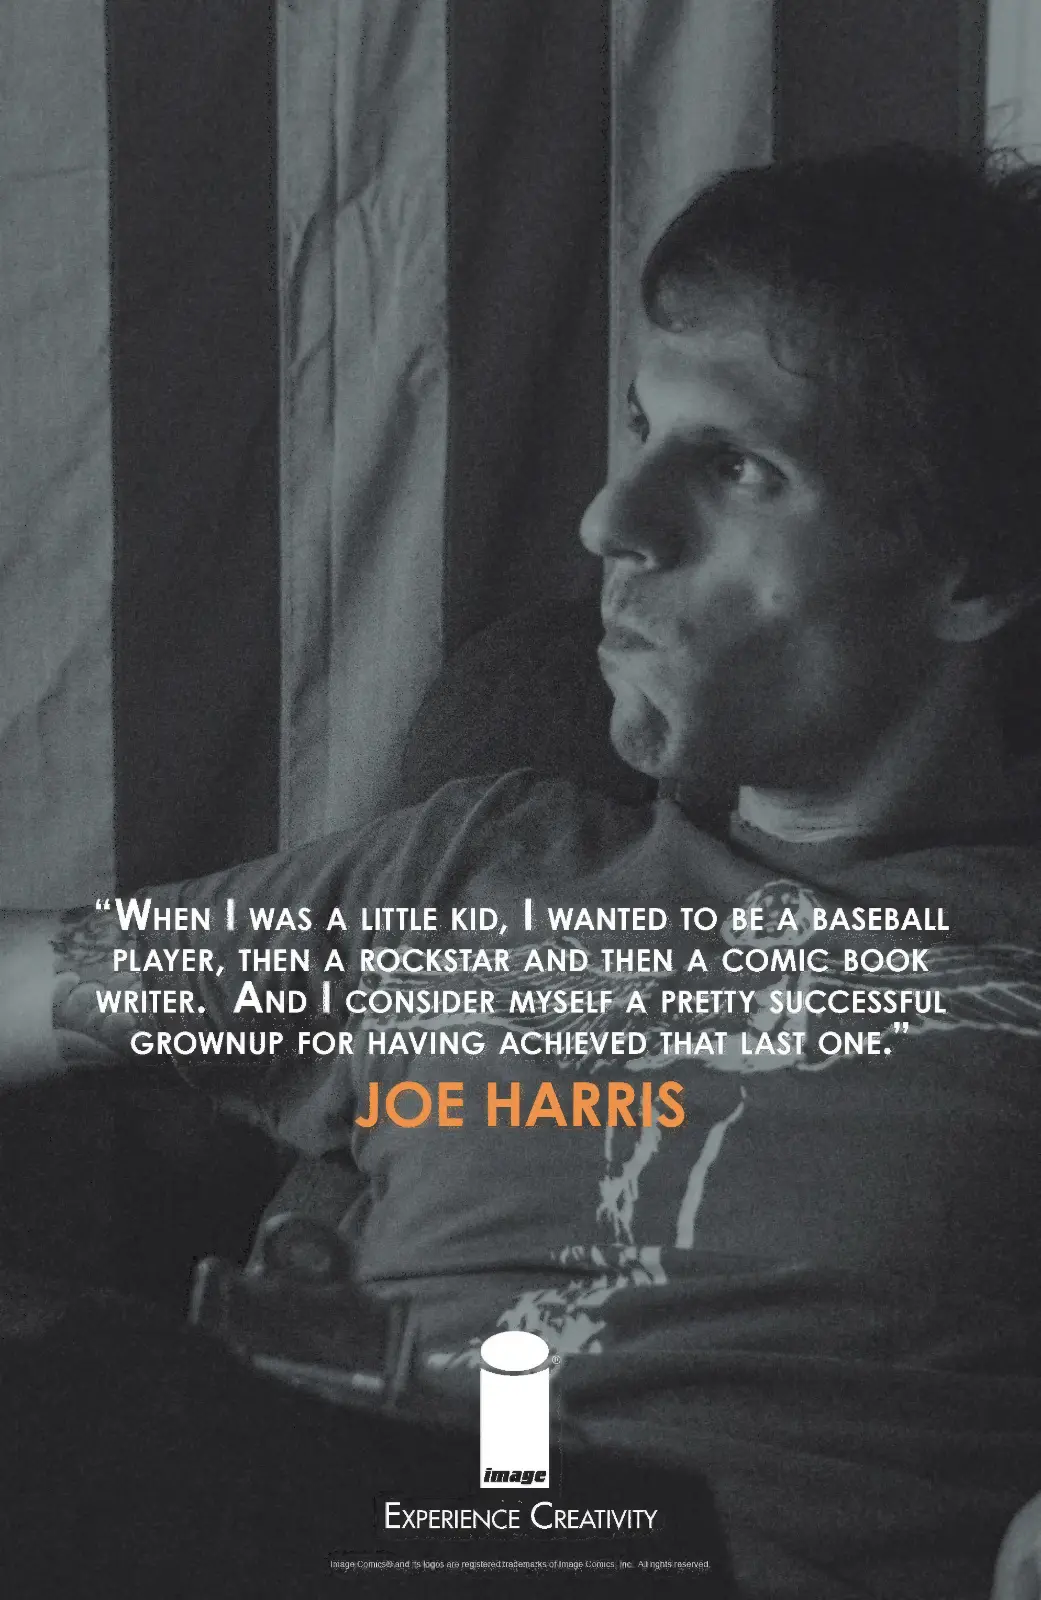 “When I was a little kid, I wanted to be a baseball
player, then a rockstar and then a comic book
writer. And I consider myself a pretty successful
grownup for having achieved that last one.”
JOE HARRIS
®
image
Experience Creativity
Image Comics® and its logos are registered trademarks of Image Comics, Inc. All rights reserved.